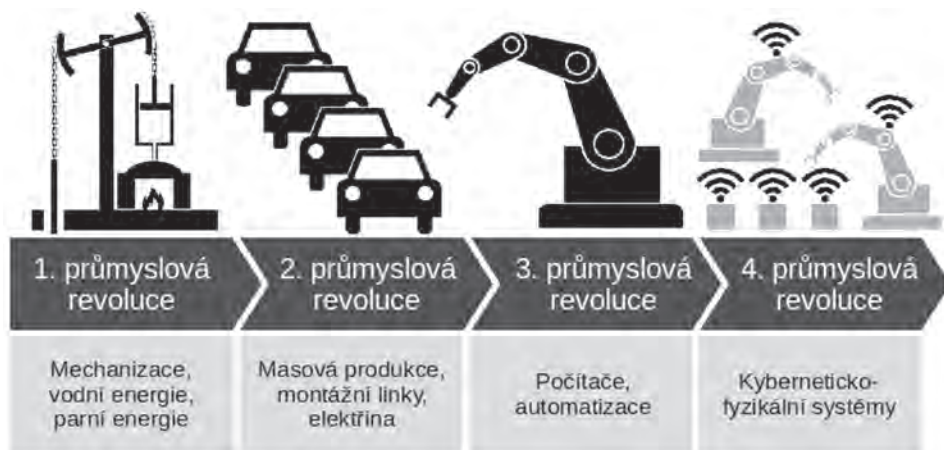 1. průmyslová
revoluce
2. průmyslová
revoluce
3. průmyslová
revoluce
4. průmyslová
revoluce
Mechanizace,
vodní energie,
parní energie
Masová produkce,
montážní linky,
elektřina
Počítače,
automatizace
Kyberneticko-
fyzikální systémy